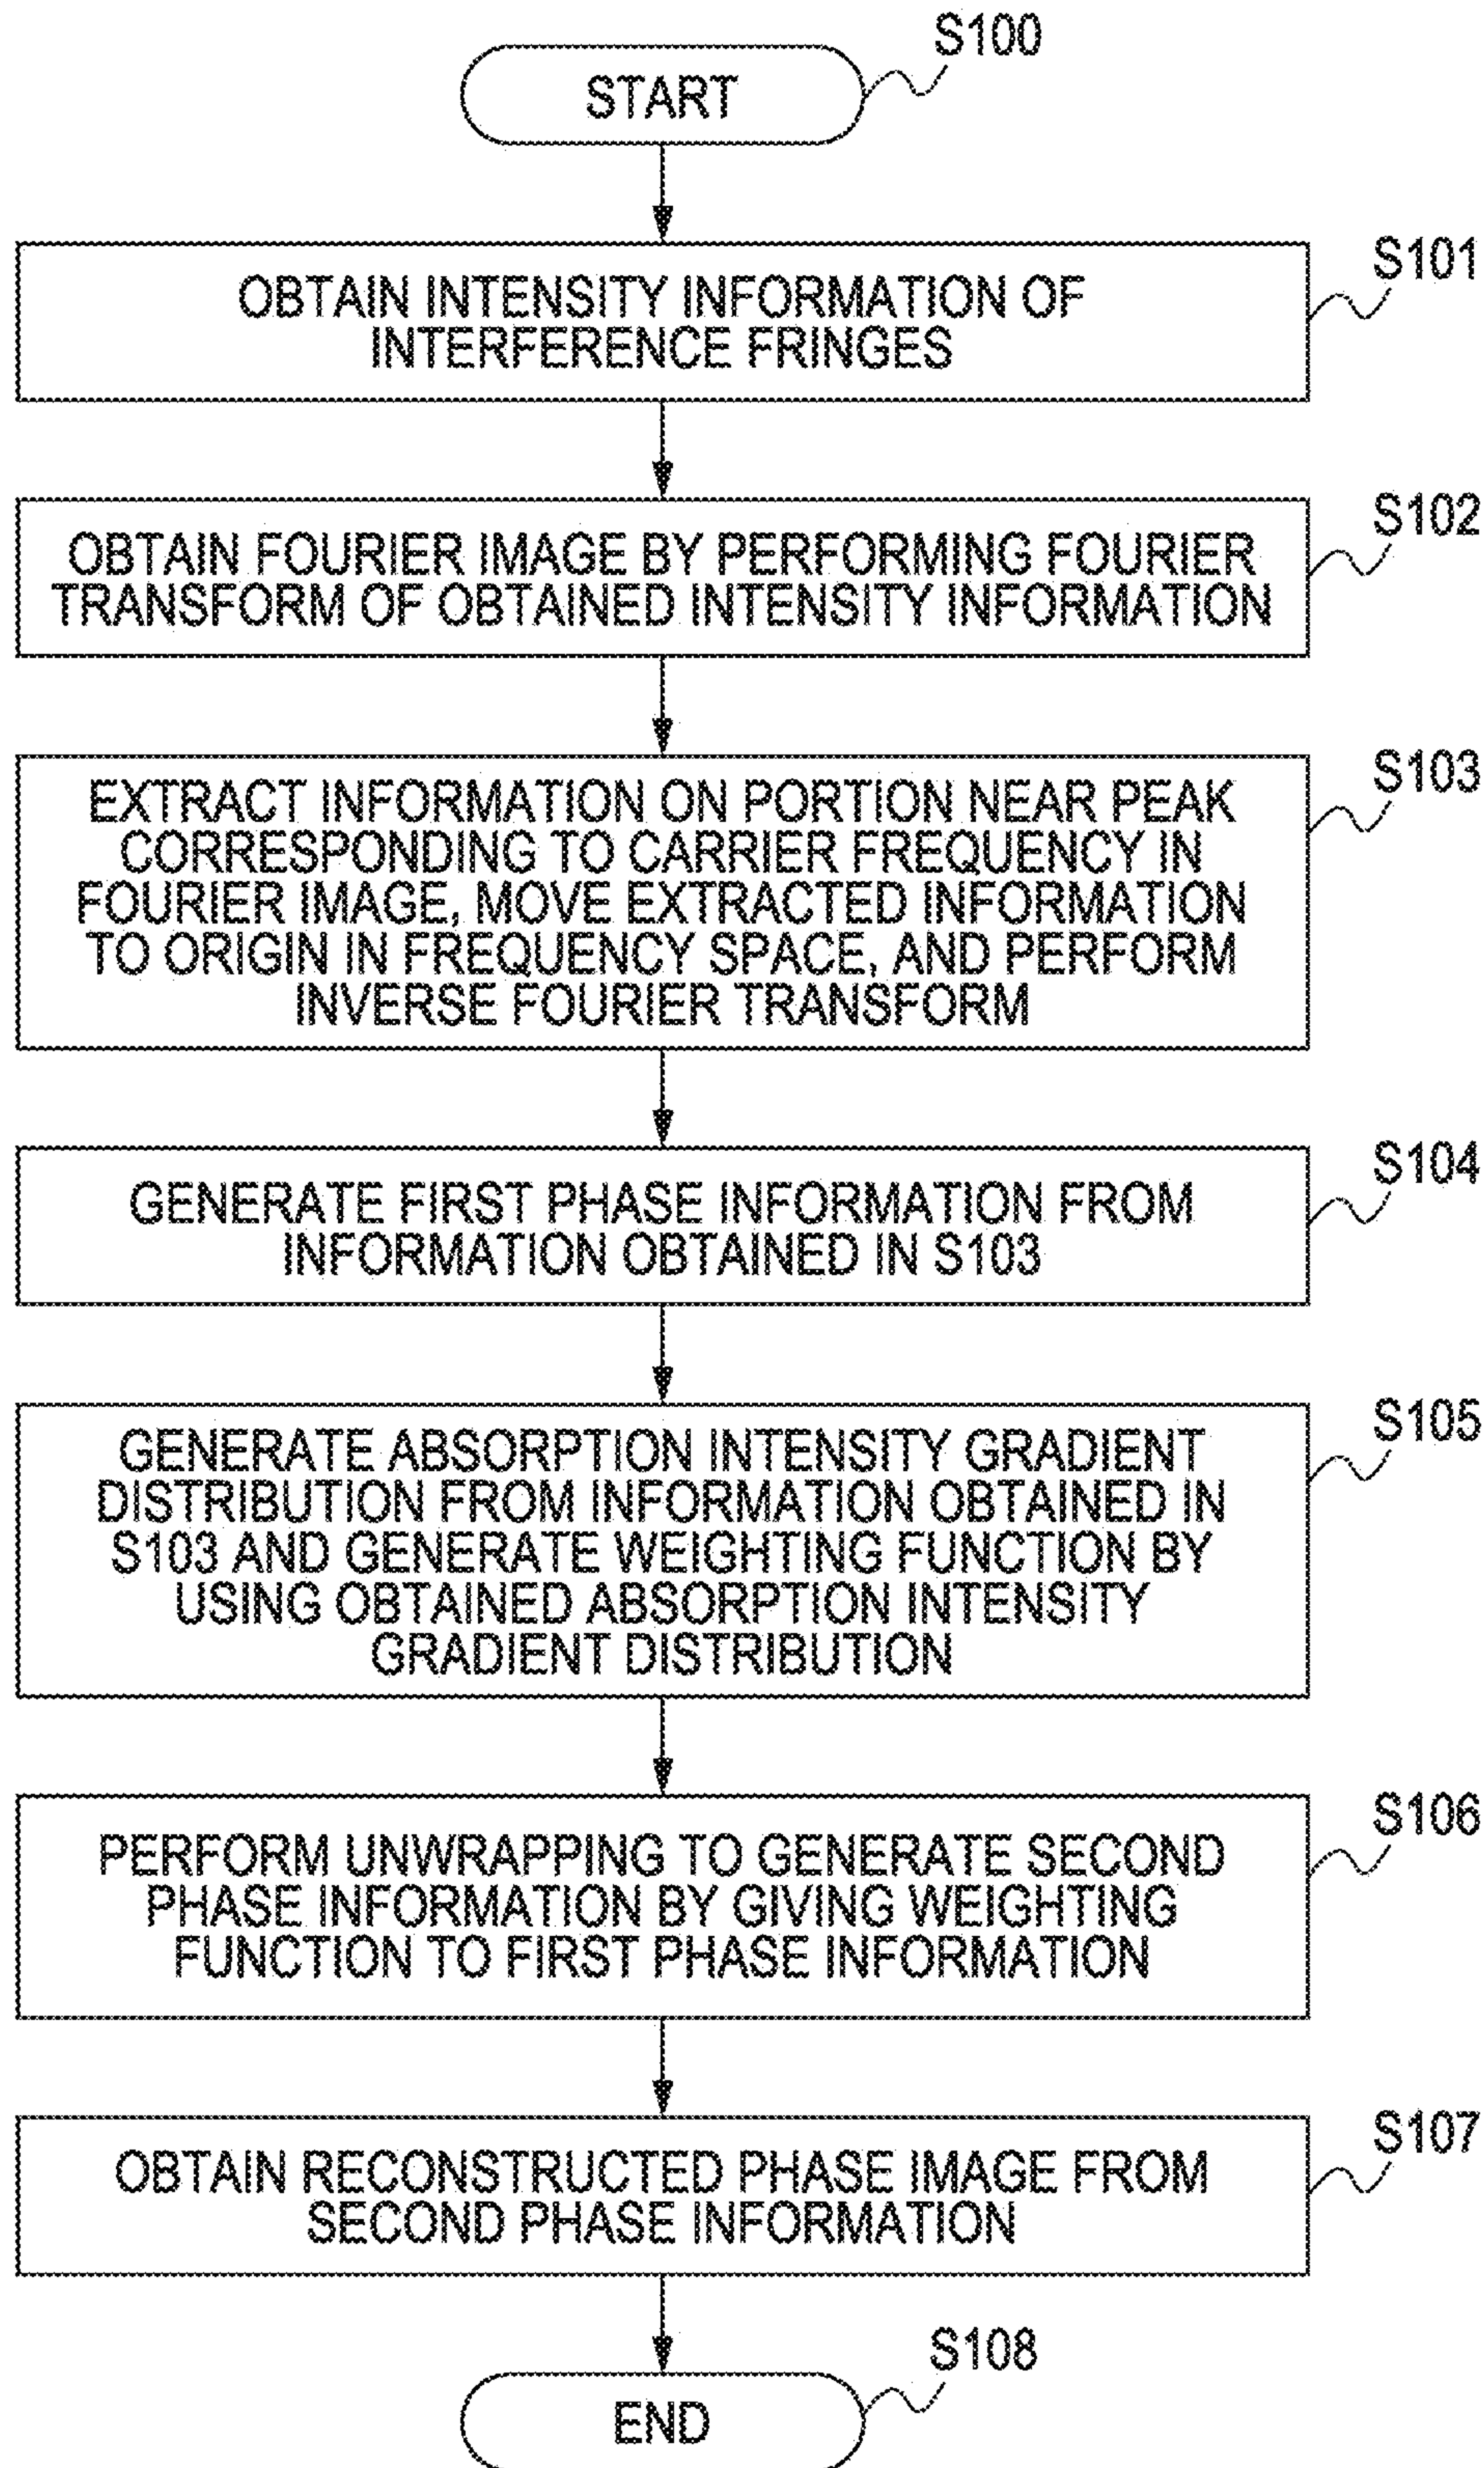 S100
START
S101
OBTAIN INTENSITY INFORMATION OF
INTERFERENCE FRINGES
S102
OBTAIN FOURIER IMAGE BY PERFORMING FOURIER
TRANSFORM OF OBTAINED INTENSITY INFORMATION
S103
EXTRACT INFORMATION ON PORTION NEAR PEAK
CORRESPONDING TO CARRIER FREQUENCY IN
FOURIER IMAGE, MOVE EXTRACTED INFORMATION
TO ORIGIN IN FREQUENCY SPACE, AND PERFORM
INVERSE FOURIER TRANSFORM
S104
GENERATE FIRST PHASE INFORMATION FROM
INFORMATION OBTAINED IN S103
S105
GENERATE ABSORPTION INTENSITY GRADIENT
DISTRIBUTION FROM INFORMATION OBTAINED IN
S103 AND GENERATE WEIGHTING FUNCTION BY
USING OBTAINED ABSORPTION INTENSITY
GRADIENT DISTRIBUTION
S106
PERFORM UNWRAPPING TO GENERATE SECOND
PHASE INFORMATION BY GIVING WEIGHTING
FUNCTION TO FIRST PHASE INFORMATION
S107
OBTAIN RECONSTRUCTED PHASE IMAGE FROM
SECOND PHASE INFORMATION
S108
END